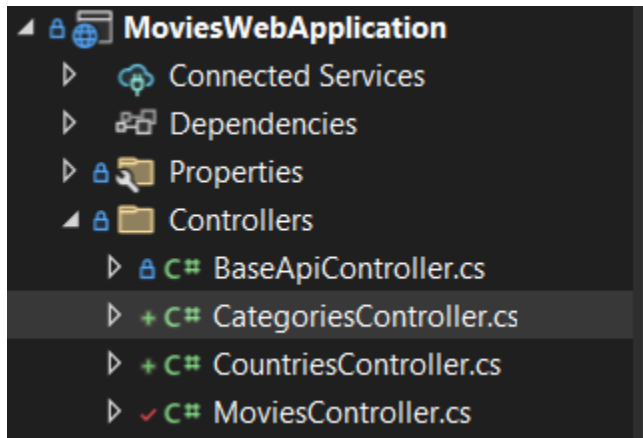 MoviesWebApplication
Connected Services
Dependencies
Properties
Controllers
C# BaseApiController.cs
+ C# CategoriesController.cs
+ C# CountriesController.cs
C# MoviesController.cs